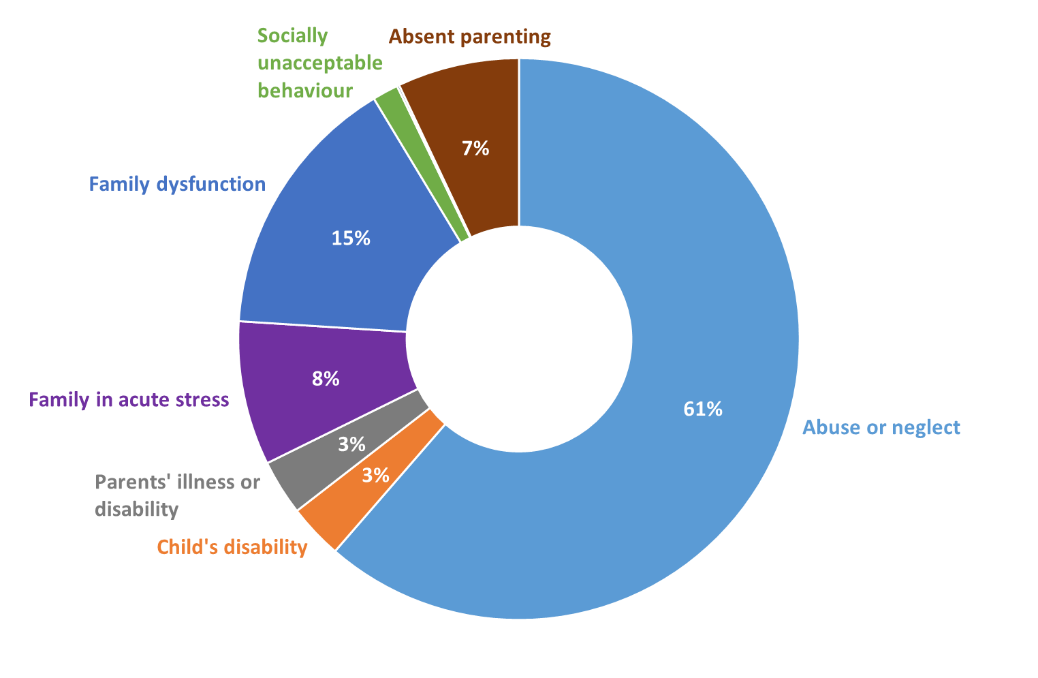 Socially
unacceptable
behaviour
Absent parenting
7%
Family dysfunction
15%
8%
Family in acute stress
61%
Abuse or neglect
3%
Parents' illness or
disability
3%
Child's disability